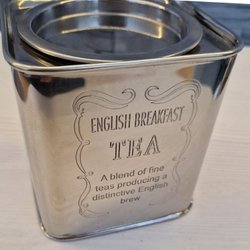 ENGLISH BREAKFAST
TEA
A blend of fine
teas producing a
distinctive English
brew